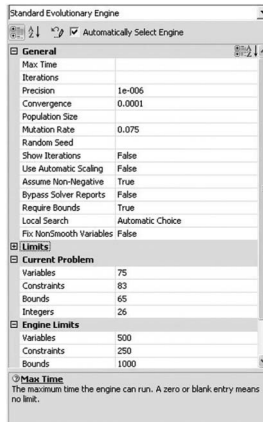 Standard Evolutionary Engine
Automatically Select Engine
General
Max Time
Iterations
Precision 1e-006
Convergence 0.0001
Population Size
Mutation Rate 0.075
Random Seed
Show Iterations False
Use Automatic Scaling False
Assume Non-Negative True
Bypass Solver Reports False
Require Bounds True
Local Search Automatic Choice
Fix NonSmooth Variables False
Limits
Current Problem
Variables 75
Constraints 83
Bounds 65
Integers 26
Engine Limits
Variables 500
Constraints 250
Bounds 1000
Max Time
The maximum time the engine can run. A zero or blank entry means
no limit.